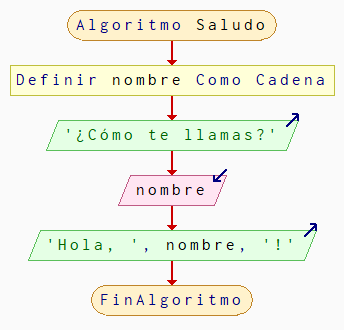 Algoritmo Saludo
Definir nombre Como Cadena
'¿Cómo te llamas?'
nombre
'Hola, ', nombre, '!'
FinAlgoritmo